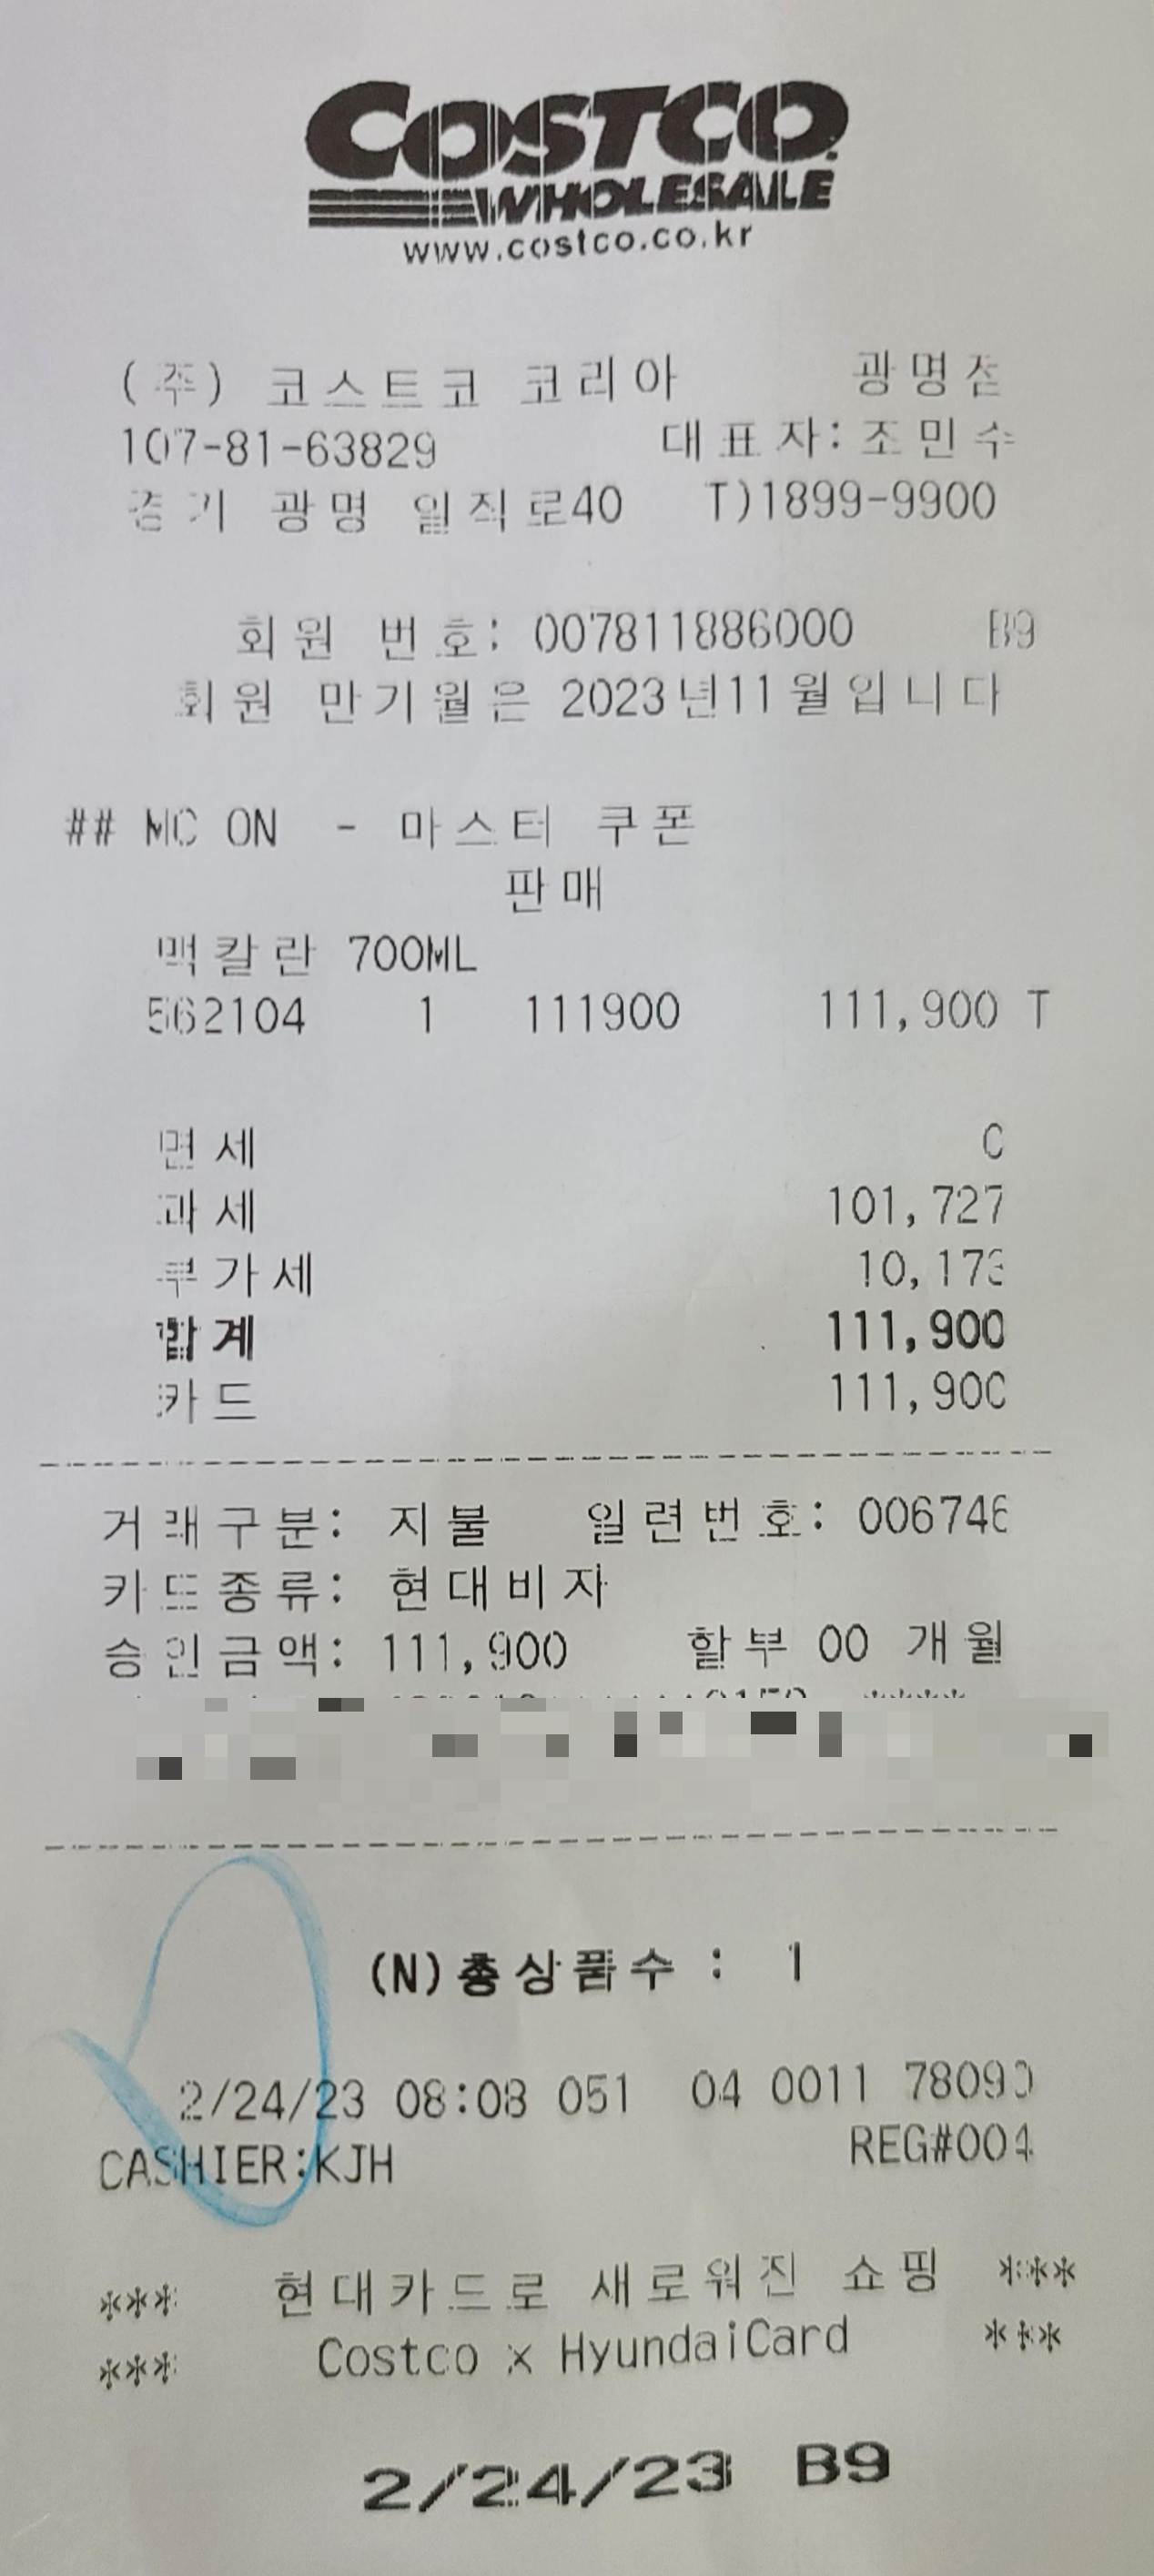 COSTCO
WHOLESALE
www.costco.co.kr
(주) 코스트코 코리아 광명점
107-81-63829 대표자:조민수
경기 광명 일직로40 T)1899-9900
회원 번호: 007811886000 B9
회원 만기월은 2023년11월입니다
## MC ON - 마스터 쿠폰
판매
맥칼란 700ML
562104 1 111900 111,900 T
면세 0
과세 101,727
부가세 10,173
합계 111,900
카드 111,900
거래구분: 지불 일련번호: 006746
카드종류: 현대비자
승인금액: 111,900 할부 00 개월
(N)총상품수 : 1
2/24/23 08:08 051 04 0011 78090
CASHIER:KJH REG#004
*** 현대카드로 새로워진 쇼핑 ***
*** Costco x HyundaiCard ***
2/24/23 B9